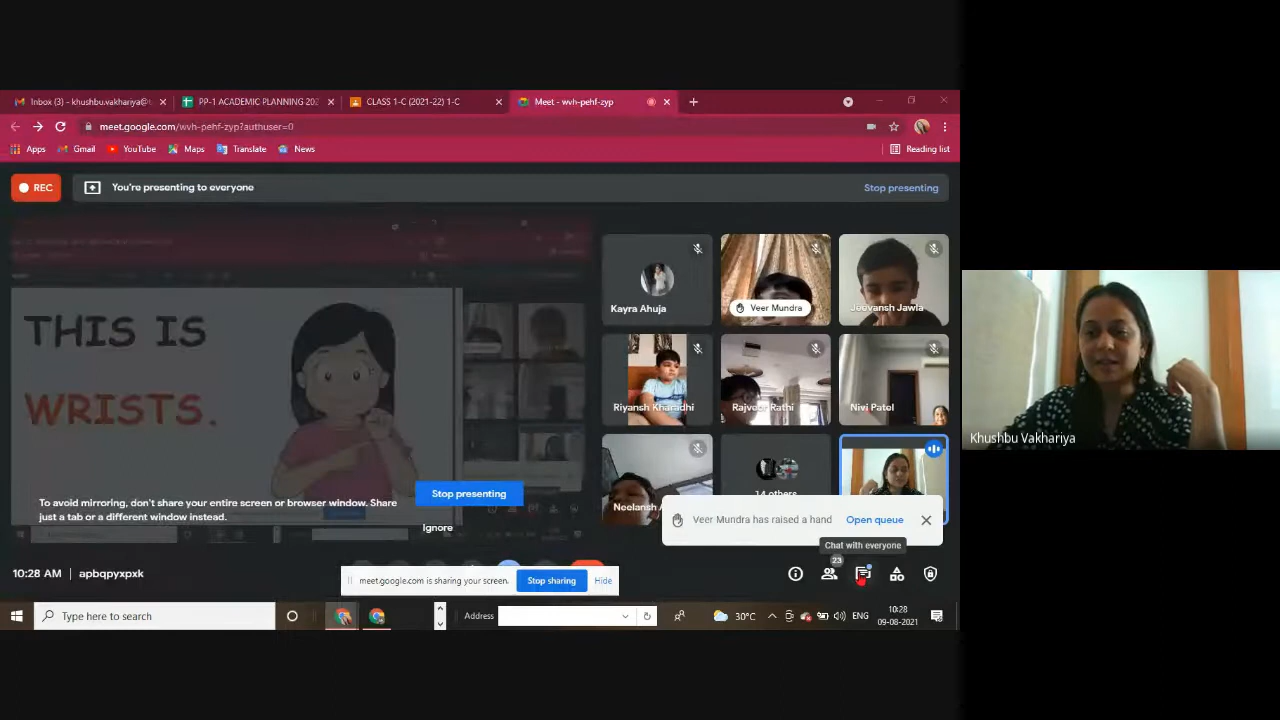 Inbox (3) - khushbu.vakhariya@t
PP-1 ACADEMIC PLANNING 202
CLASS 1-C (2021-22) 1-C
Meet - wvh-pehf-zyp
meet.google.com/wvh-pehf-zyp?authuser=0
Apps
Gmail
YouTube
Maps
Translate
News
Reading list
REC
You're presenting to everyone
Stop presenting
THIS IS
WRISTS.
Kayra Ahuja
Veer Mundra
Jeevansh Jawla
Riyansh Kharadhi
Rajveer Rathi
Nivi Patel
Neelansh
14 others
Khushbu Vakhariya
To avoid mirroring, don't share your entire screen or browser window. Share
just a tab or a different window instead.
Stop presenting
Ignore
Veer Mundra has raised a hand
Open queue
Chat with everyone
23
10:28 AM | apbqpyxpxk
meet.google.com is sharing your screen.
Stop sharing
Hide
Type here to search
Address
30°C
ENG
10:28
09-08-2021